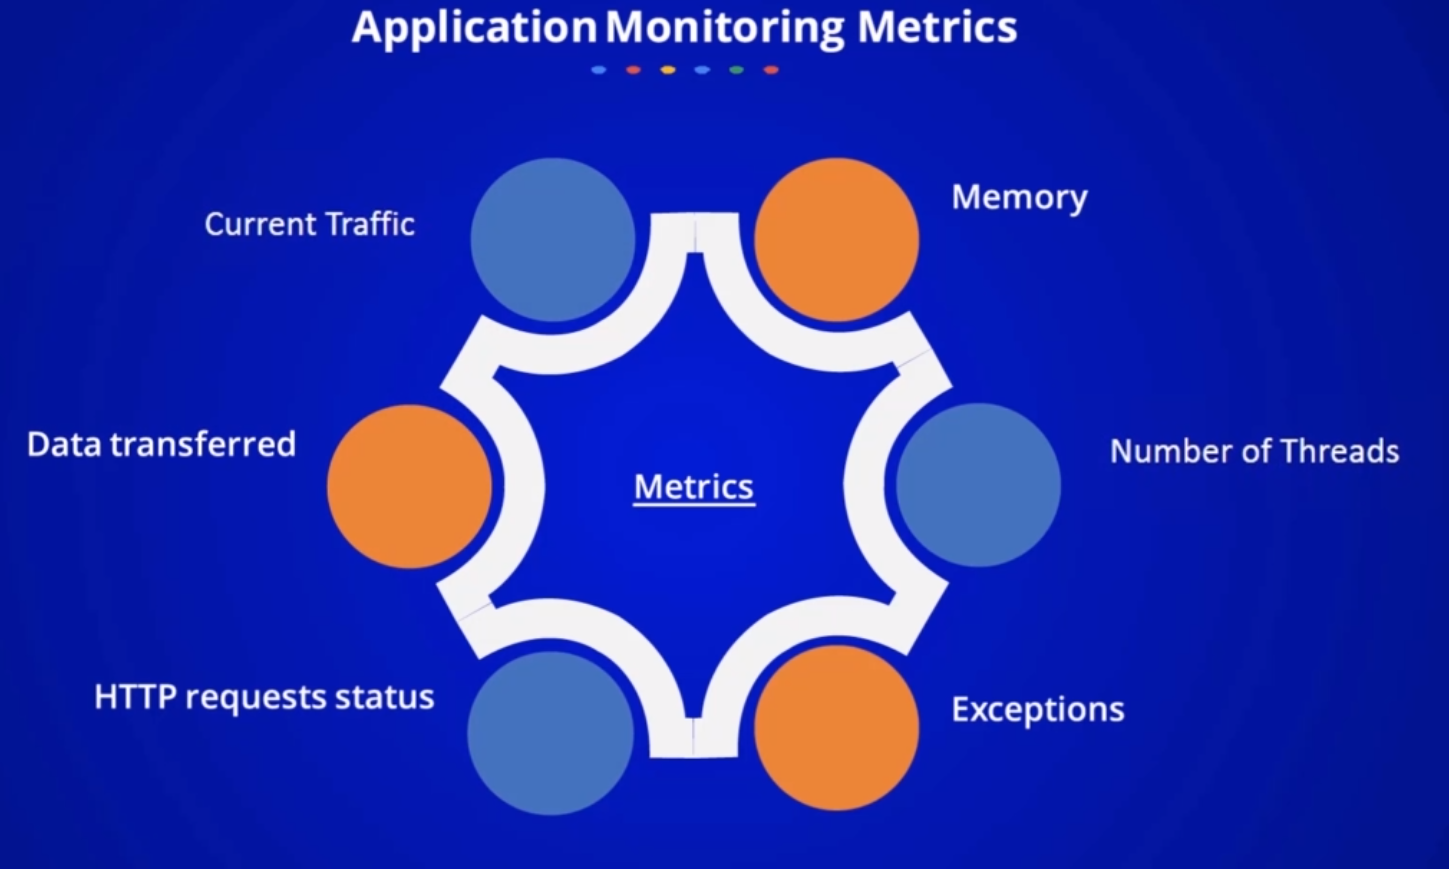 Application Monitoring Metrics
Current Traffic
Memory
Data transferred
Metrics
Number of Threads
HTTP requests status
Exceptions